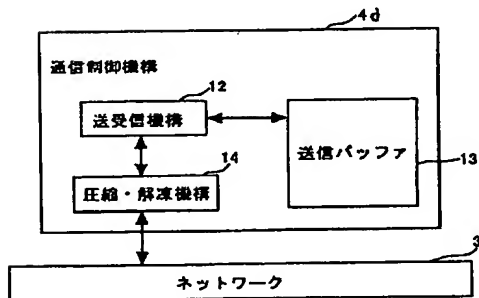 4d
通信制御機構
12
送受信機構
送信バッファ
13
14
圧縮・解凍機構
3
ネットワーク